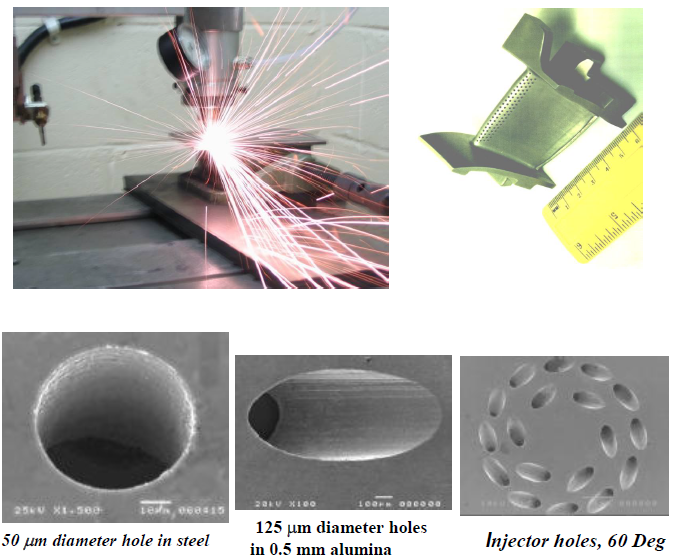 25kV X1,500 10µm 060415
20kV X100 100µm 000000
50 µm diameter hole in steel
125 µm diameter holes
in 0.5 mm alumina
Injector holes, 60 Deg